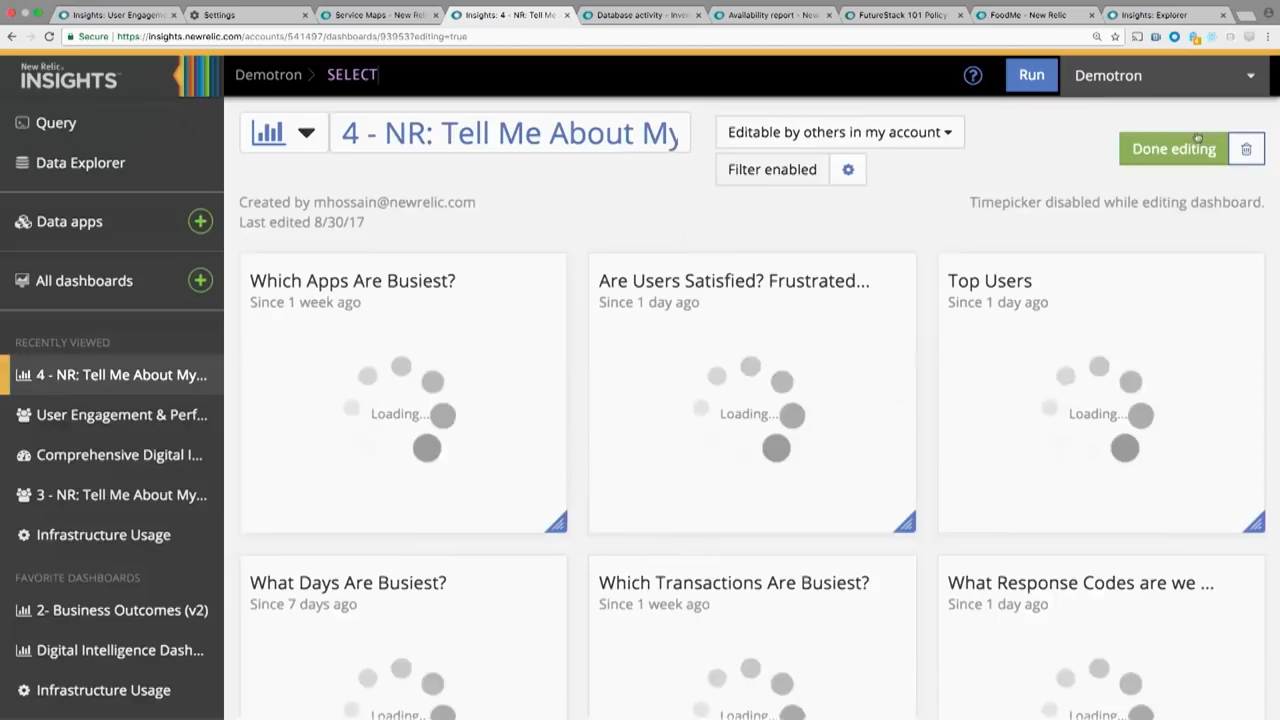 Insights: User Engagem
Settings
Service Maps - New Reli
Insights: 4 - NR: Tell Me
Database activity - Inven
Availability report - New
FutureStack 101 Policy
FoodMe - New Relic
Insights: Explorer
Secure
https://insights.newrelic.com/accounts/541497/dashboards/93953?editing=true
New Relic
INSIGHTS
Demotron > SELECT
?
Run
Demotron
Query
Data Explorer
Data apps
All dashboards
RECENTLY VIEWED
4 - NR: Tell Me About My...
User Engagement & Perf...
Comprehensive Digital I...
3 - NR: Tell Me About My...
Infrastructure Usage
FAVORITE DASHBOARDS
2- Business Outcomes (v2)
Digital Intelligence Dash...
Infrastructure Usage
4 - NR: Tell Me About My
Editable by others in my account
Filter enabled
Done editing
Created by mhossain@newrelic.com
Last edited 8/30/17
Timepicker disabled while editing dashboard.
Which Apps Are Busiest?
Since 1 week ago
Loading...
Are Users Satisfied? Frustrated...
Since 1 day ago
Loading...
Top Users
Since 1 day ago
Loading...
What Days Are Busiest?
Since 7 days ago
Loading...
Which Transactions Are Busiest?
Since 1 week ago
Loading...
What Response Codes are we ...
Since 1 day ago
Loading...